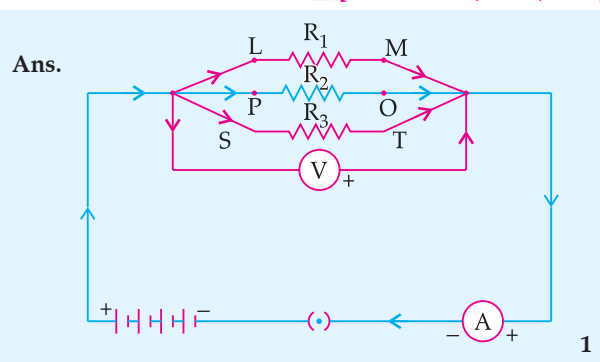 Ans.
L R₁ M
R₂
P O
R₃
S T
V +
+ −
( • )
− A +
1